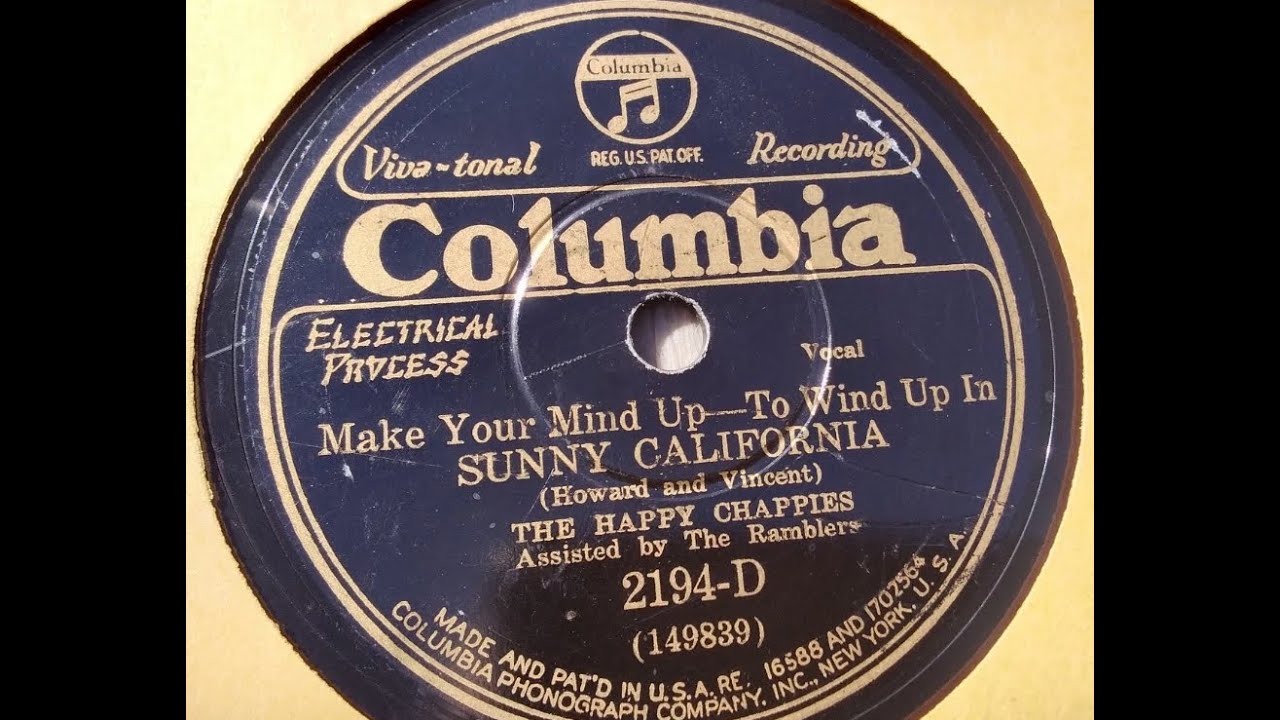 Columbia
REG. U.S. PAT. OFF.
Viva-tonal Recording
Columbia
ELECTRICAL
PROCESS
Vocal
Make Your Mind Up—To Wind Up In
SUNNY CALIFORNIA
(Howard and Vincent)
THE HAPPY CHAPPIES
Assisted by The Ramblers
2194-D
(149839)
MADE AND PAT'D IN U.S.A. RE. 16588 AND 1702564
COLUMBIA PHONOGRAPH COMPANY, INC., NEW YORK, U. S. A.